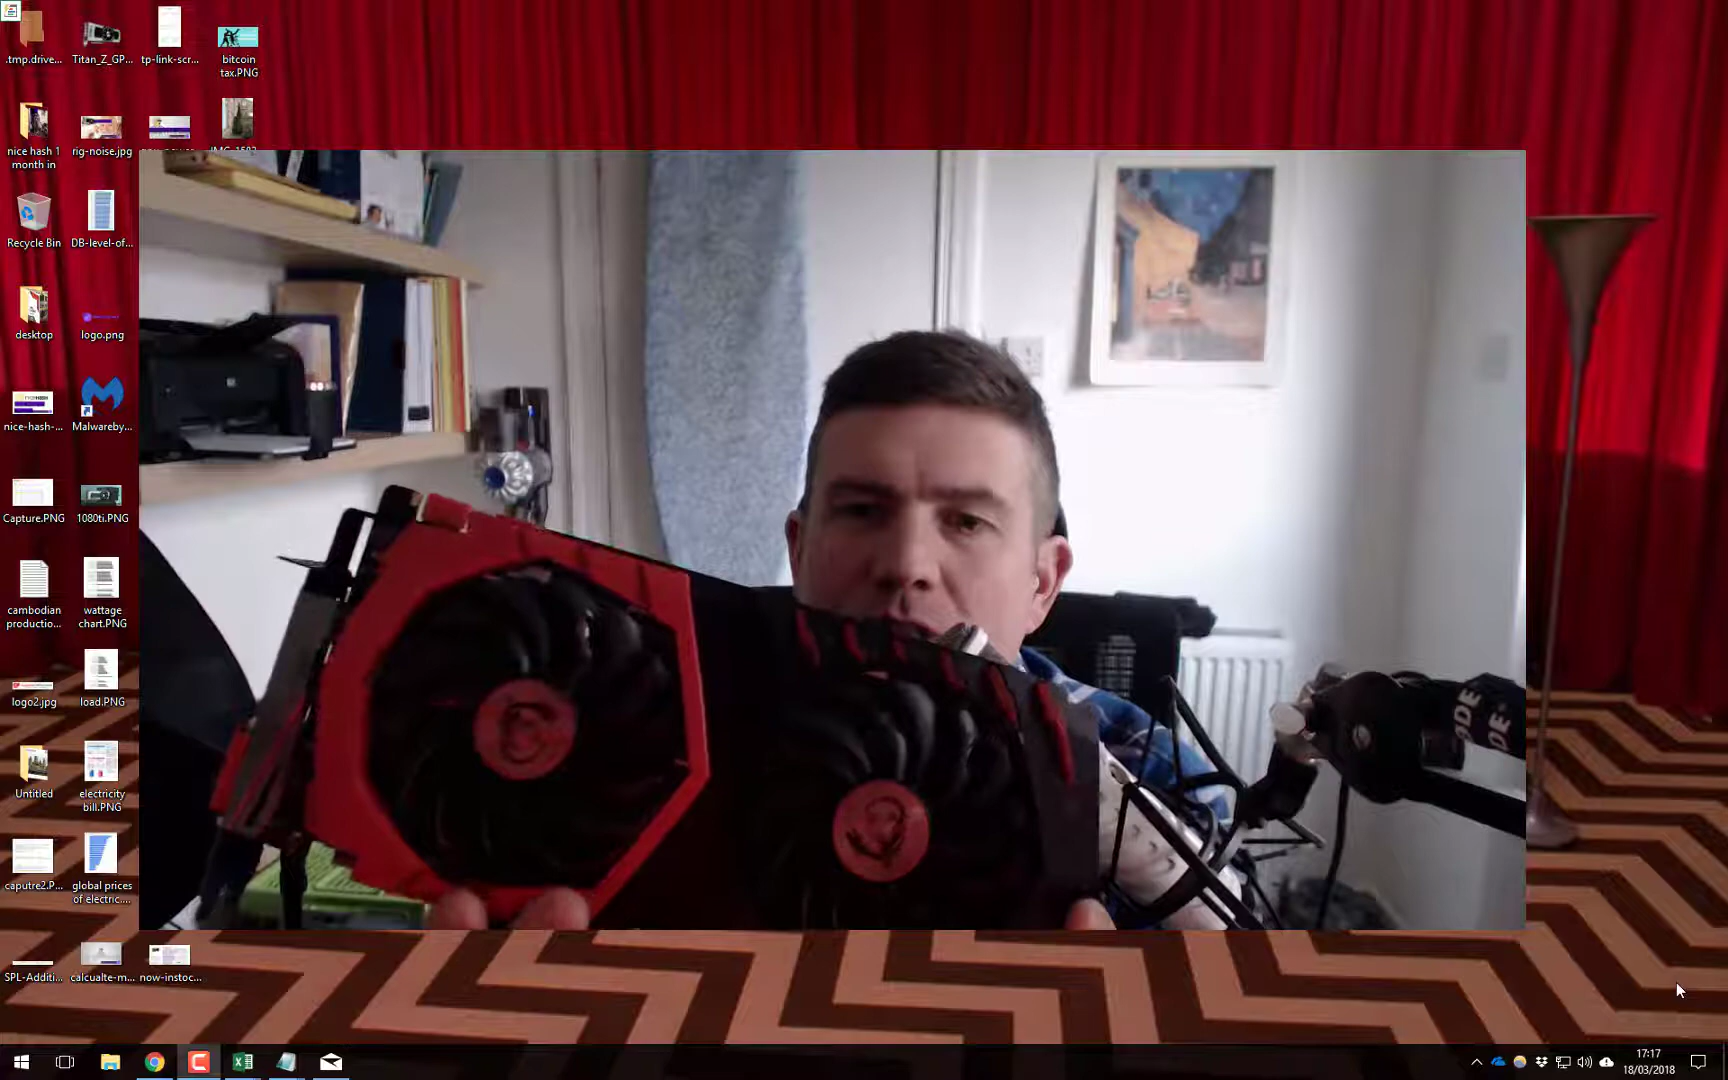 .tmp.drive...
Titan_Z_GP...
tp-link-scr...
bitcoin
tax.PNG
nice hash 1
month in
rig-noise.jpg
Recycle Bin
DB-level-of...
desktop
logo.png
nice-hash-...
Malwareby...
Capture.PNG
1080ti.PNG
cambodian
productio...
wattage
chart.PNG
logo2.jpg
load.PNG
Untitled
electricity
bill.PNG
caputre2.P...
global prices
of electric....
SPL-Additi...
calcualte-m...
now-instoc...
17:17
18/03/2018